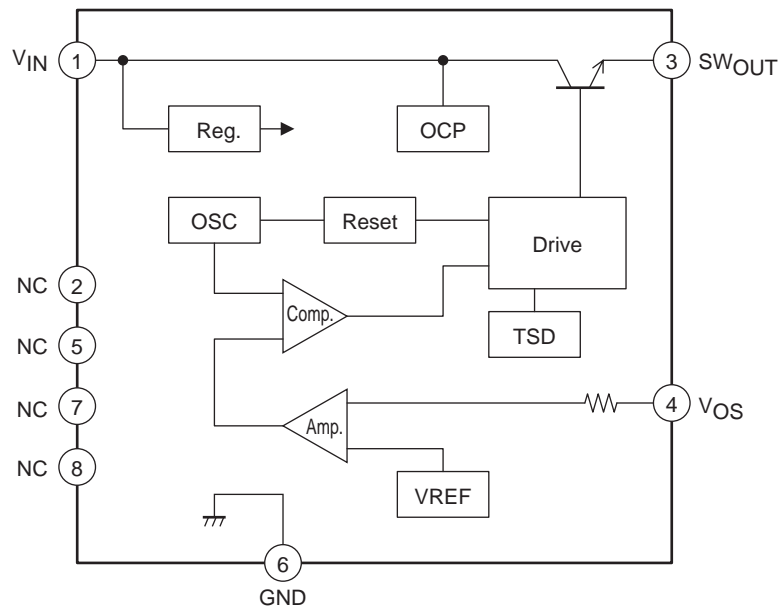 VIN
1
3
SWOUT
Reg.
OCP
OSC
Reset
Drive
NC
2
Comp.
TSD
NC
5
NC
7
Amp.
4
VOS
NC
8
VREF
6
GND